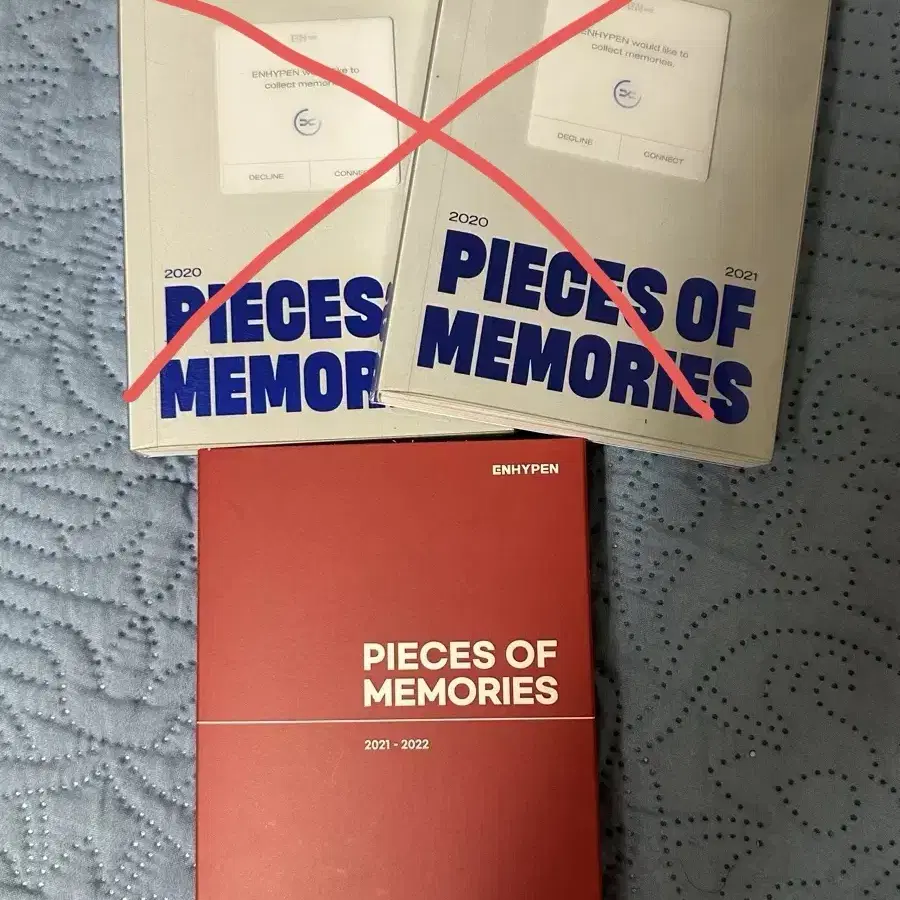 ENHYPEN would like to
collect memories.
DECLINE
CONNECT
2020
PIECES
MEMOR
ENHYPEN would like to
collect memories.
DECLINE
CONNECT
2020
2021
PIECES OF
MEMORIES
ENHYPEN
PIECES OF
MEMORIES
2021 - 2022